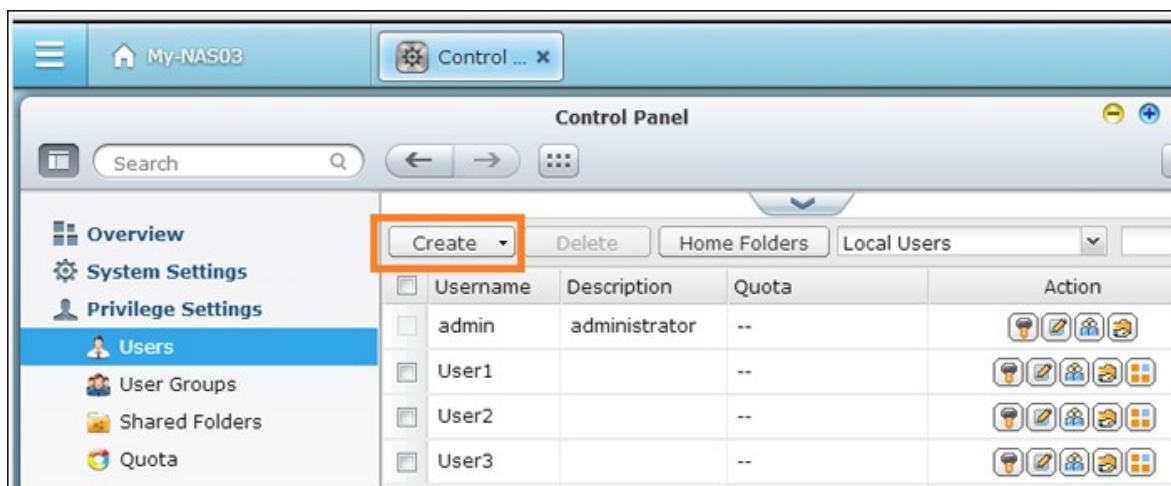 My-NAS03 Control ...
Control Panel
Search
Overview
System Settings
Privilege Settings
Users
User Groups
Shared Folders
Quota
Create Delete Home Folders Local Users
Username Description Quota Action
admin administrator --
User1 --
User2 --
User3 --